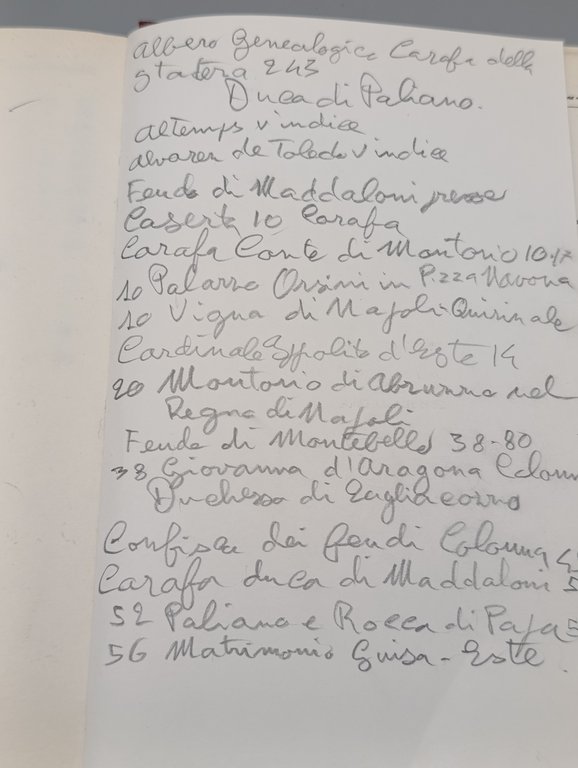 albero Genealogico Carafa della
stadera 243
Duca di Paliano.
altemps v indice
alvarez de Toledo v indice
Feudo di Maddaloni presso
Caserta 10 Carafa
Carafa Conte di Montorio 10-
10 Palazzo Orsini in Pzza Navona
10 Vigna di Napoli-Quirinale
Cardinale Ippolito d'Este 14
20 Montorio di Abruzzo nel
Regno di Napoli
Feudo di Montebello 38-80
38 Giovanna d'Aragona Colonn
Duchessa di Tagliacozzo
Confisca dei feudi Colonna
Carafa duca di Maddaloni 5
52 Paliano e Rocca di Papa 5
56 Matrimonio Guisa-Este